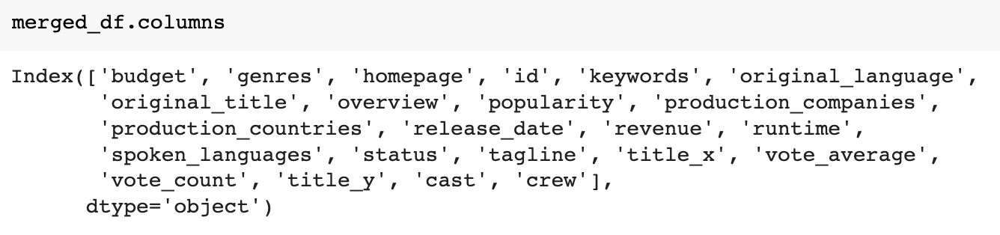 merged_df.columns
Index(['budget', 'genres', 'homepage', 'id', 'keywords', 'original_language',
'original_title', 'overview', 'popularity', 'production_companies',
'production_countries', 'release_date', 'revenue', 'runtime',
'spoken_languages', 'status', 'tagline', 'title_x', 'vote_average',
'vote_count', 'title_y', 'cast', 'crew'],
dtype='object')